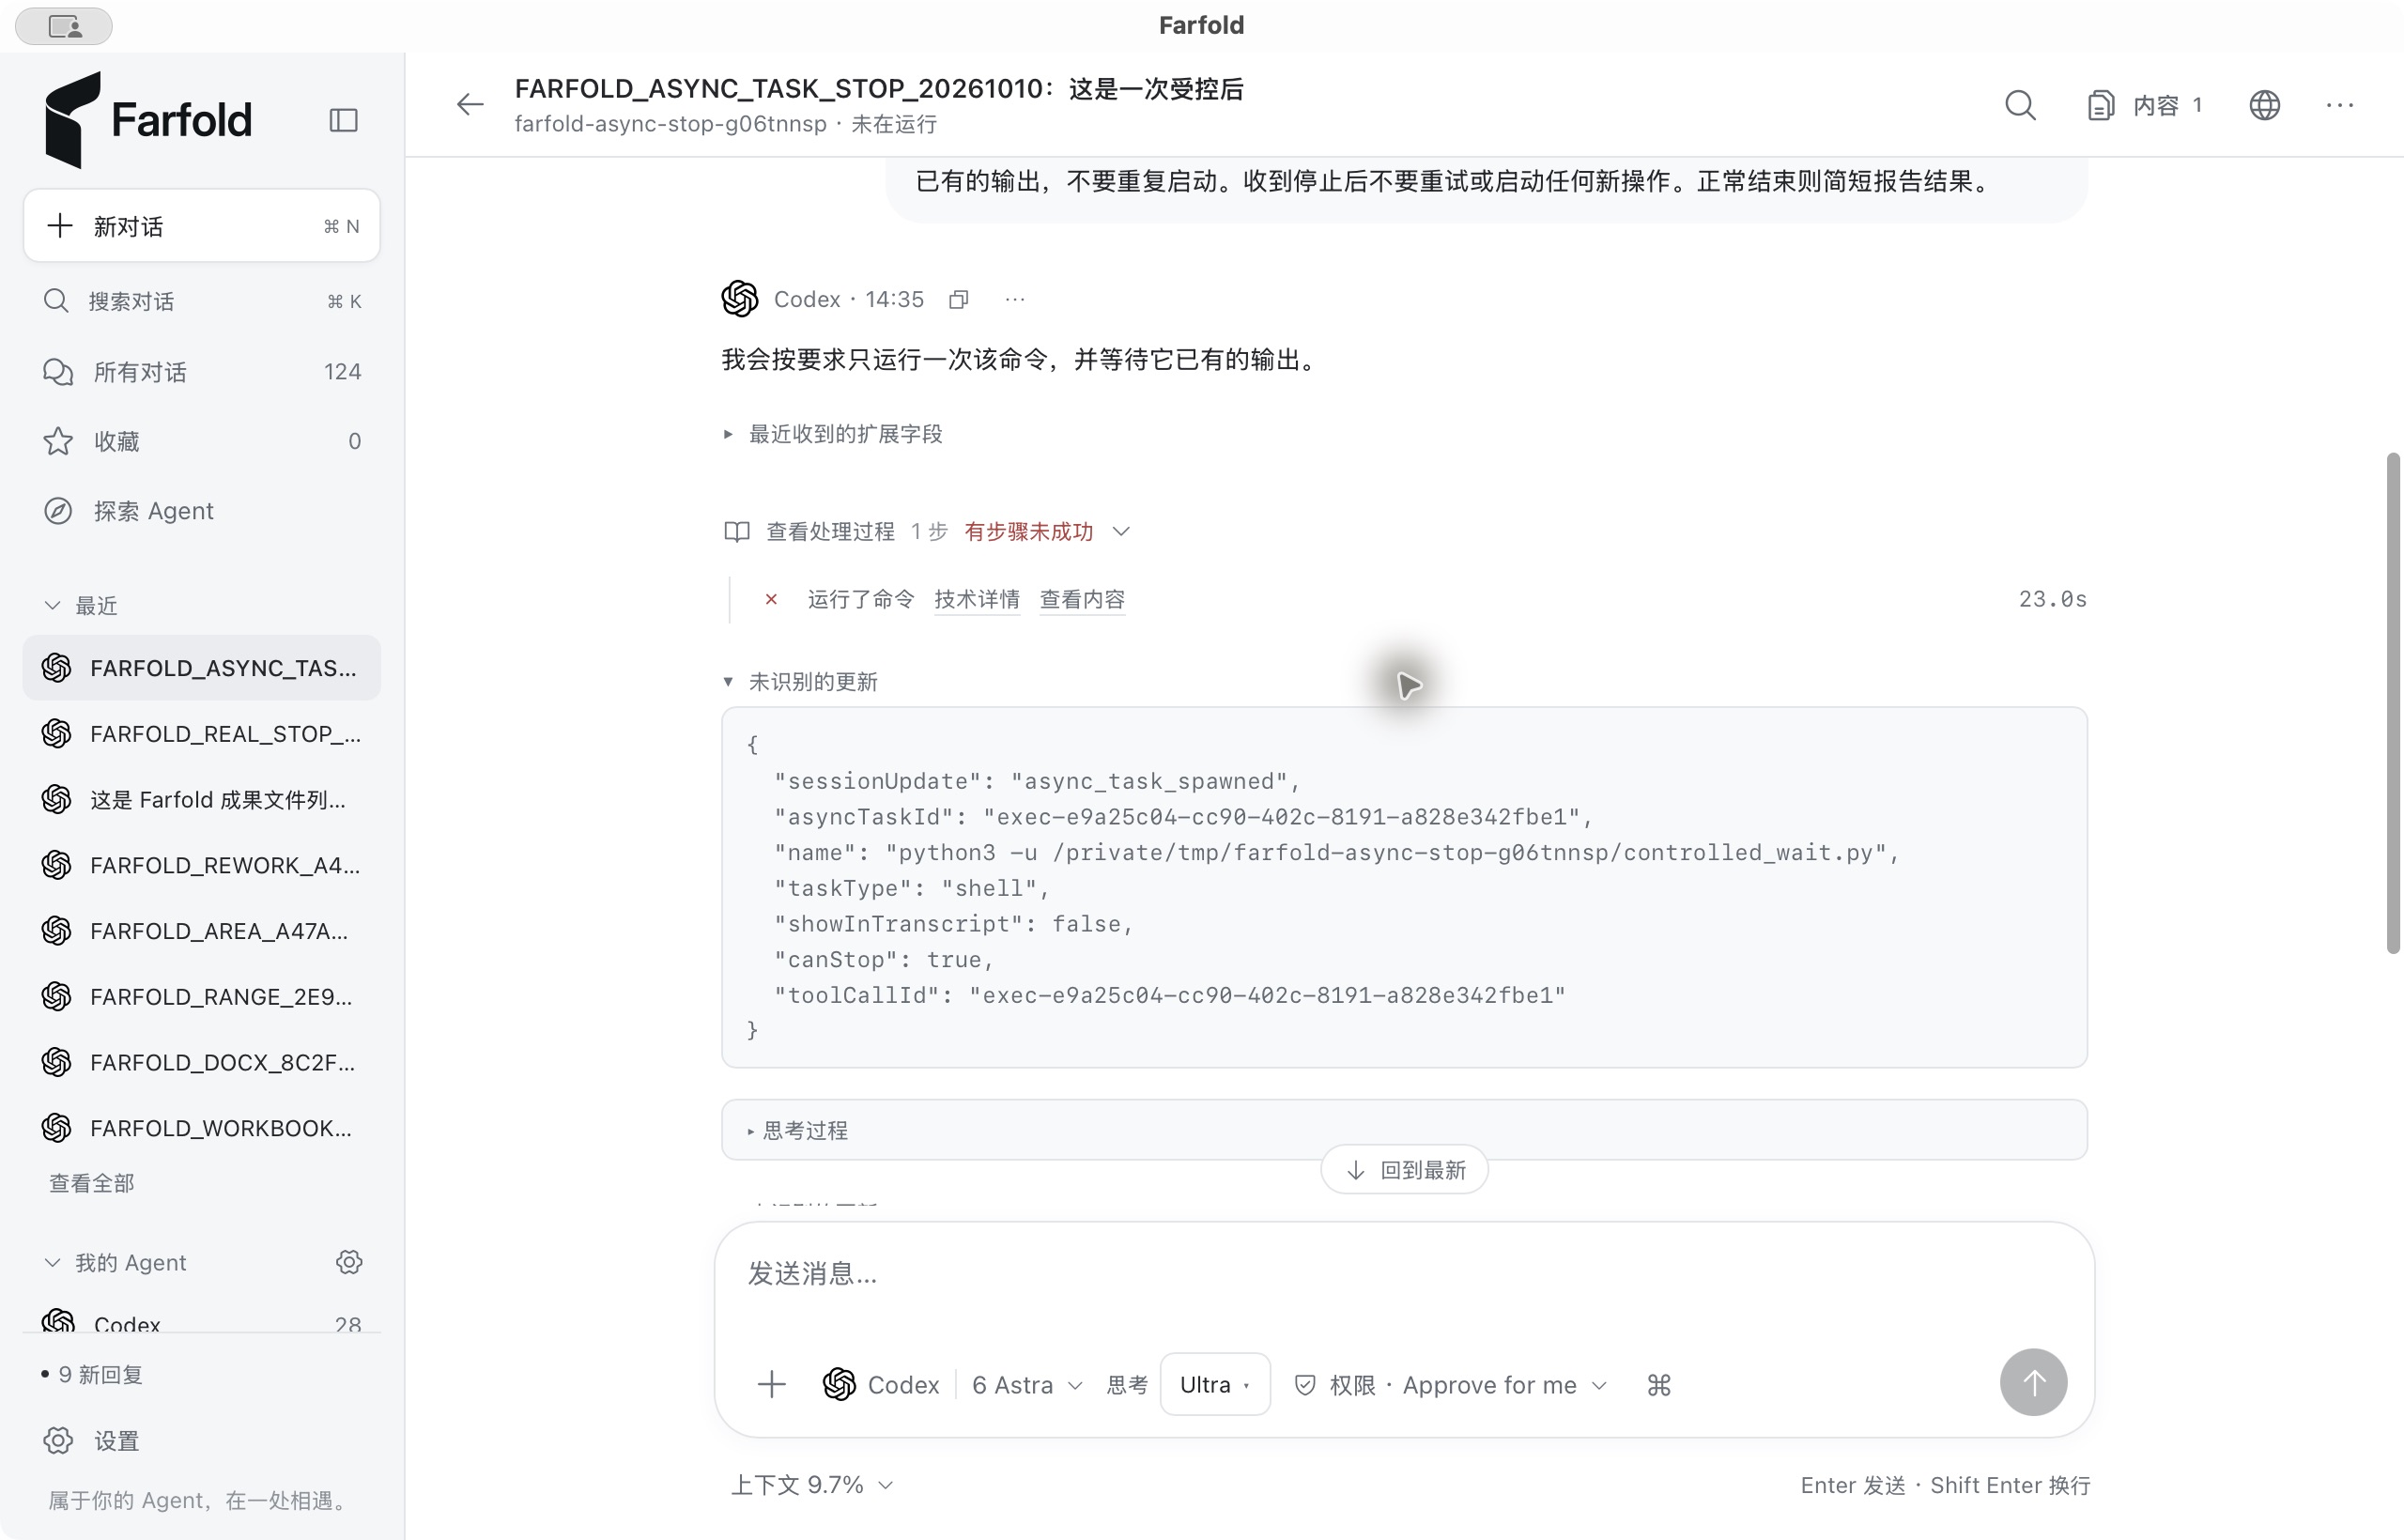 Farfold
Farfold
新对话 ⌘ N
搜索对话 ⌘ K
所有对话 124
收藏 0
探索 Agent
最近
FARFOLD_ASYNC_TAS...
FARFOLD_REAL_STOP_...
这是 Farfold 成果文件列...
FARFOLD_REWORK_A4...
FARFOLD_AREA_A47A...
FARFOLD_RANGE_2E9...
FARFOLD_DOCX_8C2F...
FARFOLD_WORKBOOK...
查看全部
我的 Agent
Codex 28
9 新回复
设置
属于你的 Agent，在一处相遇。
FARFOLD_ASYNC_TASK_STOP_20261010：这是一次受控后
farfold-async-stop-g06tnnsp · 未在运行
内容 1
已有的输出，不要重复启动。收到停止后不要重试或启动任何新操作。正常结束则简短报告结果。
Codex · 14:35
我会按要求只运行一次该命令，并等待它已有的输出。
最近收到的扩展字段
查看处理过程 1 步 有步骤未成功
× 运行了命令 技术详情 查看内容 23.0s
未识别的更新
{
"sessionUpdate": "async_task_spawned",
"asyncTaskId": "exec-e9a25c04-cc90-402c-8191-a828e342fbe1",
"name": "python3 -u /private/tmp/farfold-async-stop-g06tnnsp/controlled_wait.py",
"taskType": "shell",
"showInTranscript": false,
"canStop": true,
"toolCallId": "exec-e9a25c04-cc90-402c-8191-a828e342fbe1"
}
思考过程
回到最新
发送消息...
Codex 6 Astra 思考 Ultra 权限 · Approve for me ⌘
上下文 9.7%
Enter 发送 · Shift Enter 换行